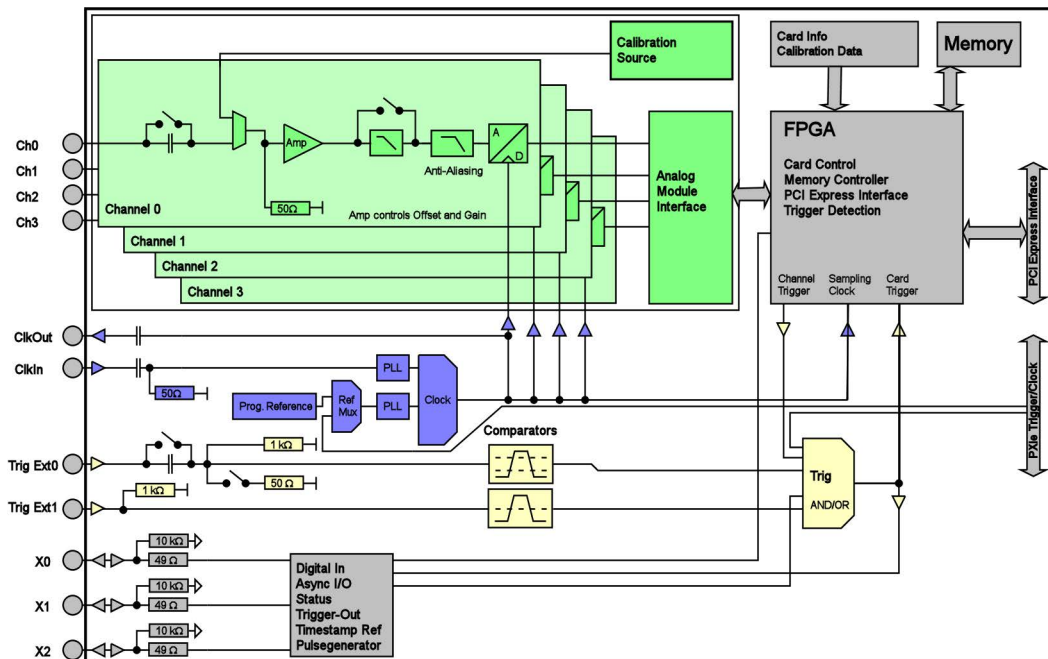 Calibration
Source
Card Info
Calibration Data
Memory
Ch0
Ch1
Ch2
Ch3
Amp
Anti-Aliasing
A
D
50Ω
Amp controls Offset and Gain
Channel 0
Channel 1
Channel 2
Channel 3
Analog
Module
Interface
FPGA
Card Control
Memory Controller
PCI Express Interface
Trigger Detection
Channel
Trigger
Sampling
Clock
Card
Trigger
PCI Express Interface
PXIe Trigger/Clock
ClkOut
ClkIn
50Ω
Prog. Reference
Ref
Mux
PLL
PLL
Clock
Comparators
Trig Ext0
1 kΩ
50 Ω
Trig Ext1
1 kΩ
Trig
AND/OR
X0
10 kΩ
49 Ω
X1
10 kΩ
49 Ω
X2
10 kΩ
49 Ω
Digital In
Async I/O
Status
Trigger-Out
Timestamp Ref
Pulsegenerator